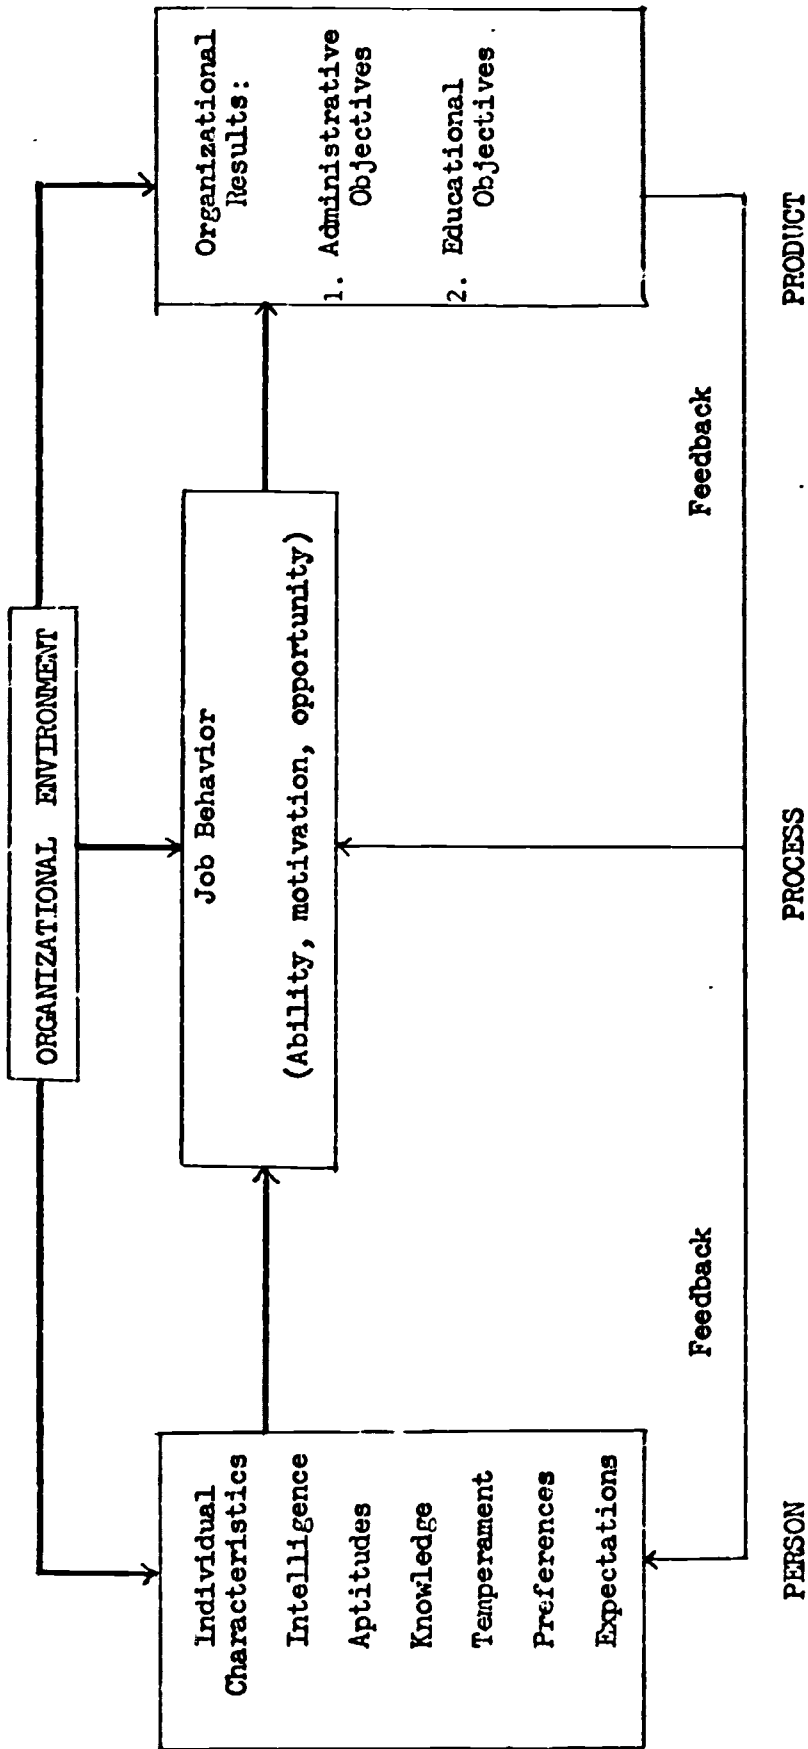 ORGANIZATIONAL ENVIRONMENT
Individual
Characteristics
Intelligence
Aptitudes
Knowledge
Temperament
Preferences
Expectations
Job Behavior
(Ability, motivation, opportunity)
Organizational
Results:
1. Administrative
Objectives
2. Educational
Objectives
Feedback
Feedback
PERSON
PROCESS
PRODUCT